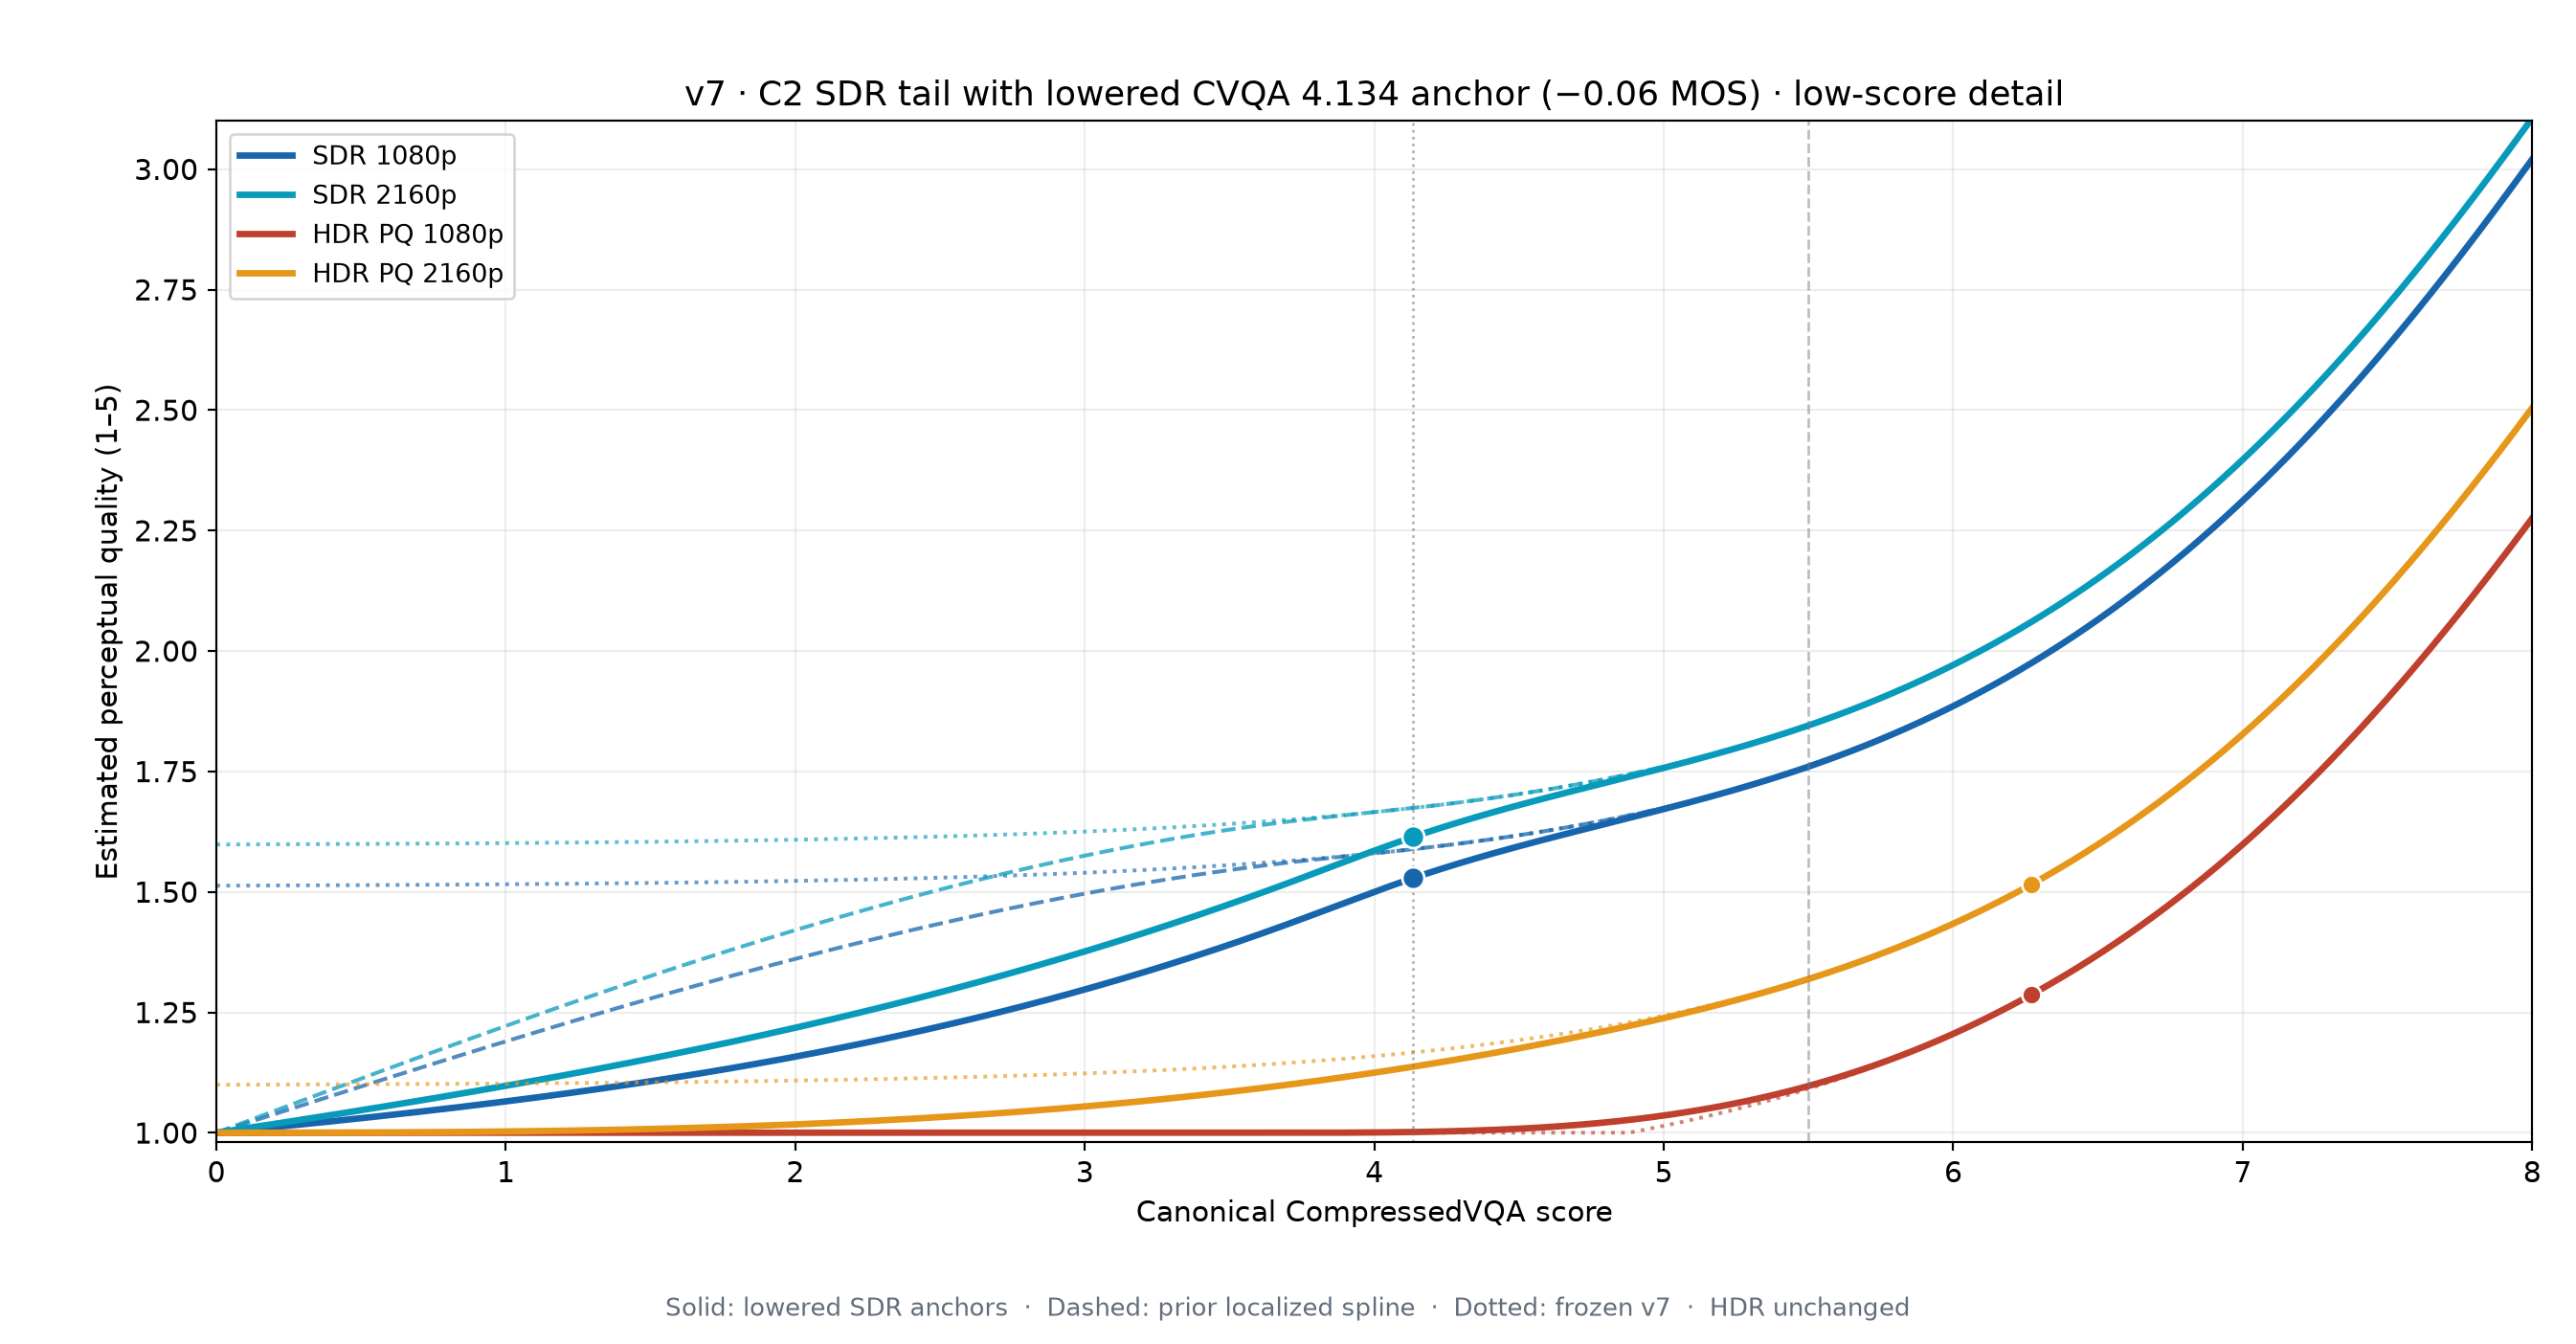 v7 · C2 SDR tail with lowered CVQA 4.134 anchor (−0.06 MOS) · low-score detail
SDR 1080p
SDR 2160p
HDR PQ 1080p
HDR PQ 2160p
Estimated perceptual quality (1–5)
3.00
2.75
2.50
2.25
2.00
1.75
1.50
1.25
1.00
0 1 2 3 4 5 6 7 8
Canonical CompressedVQA score
Solid: lowered SDR anchors · Dashed: prior localized spline · Dotted: frozen v7 · HDR unchanged